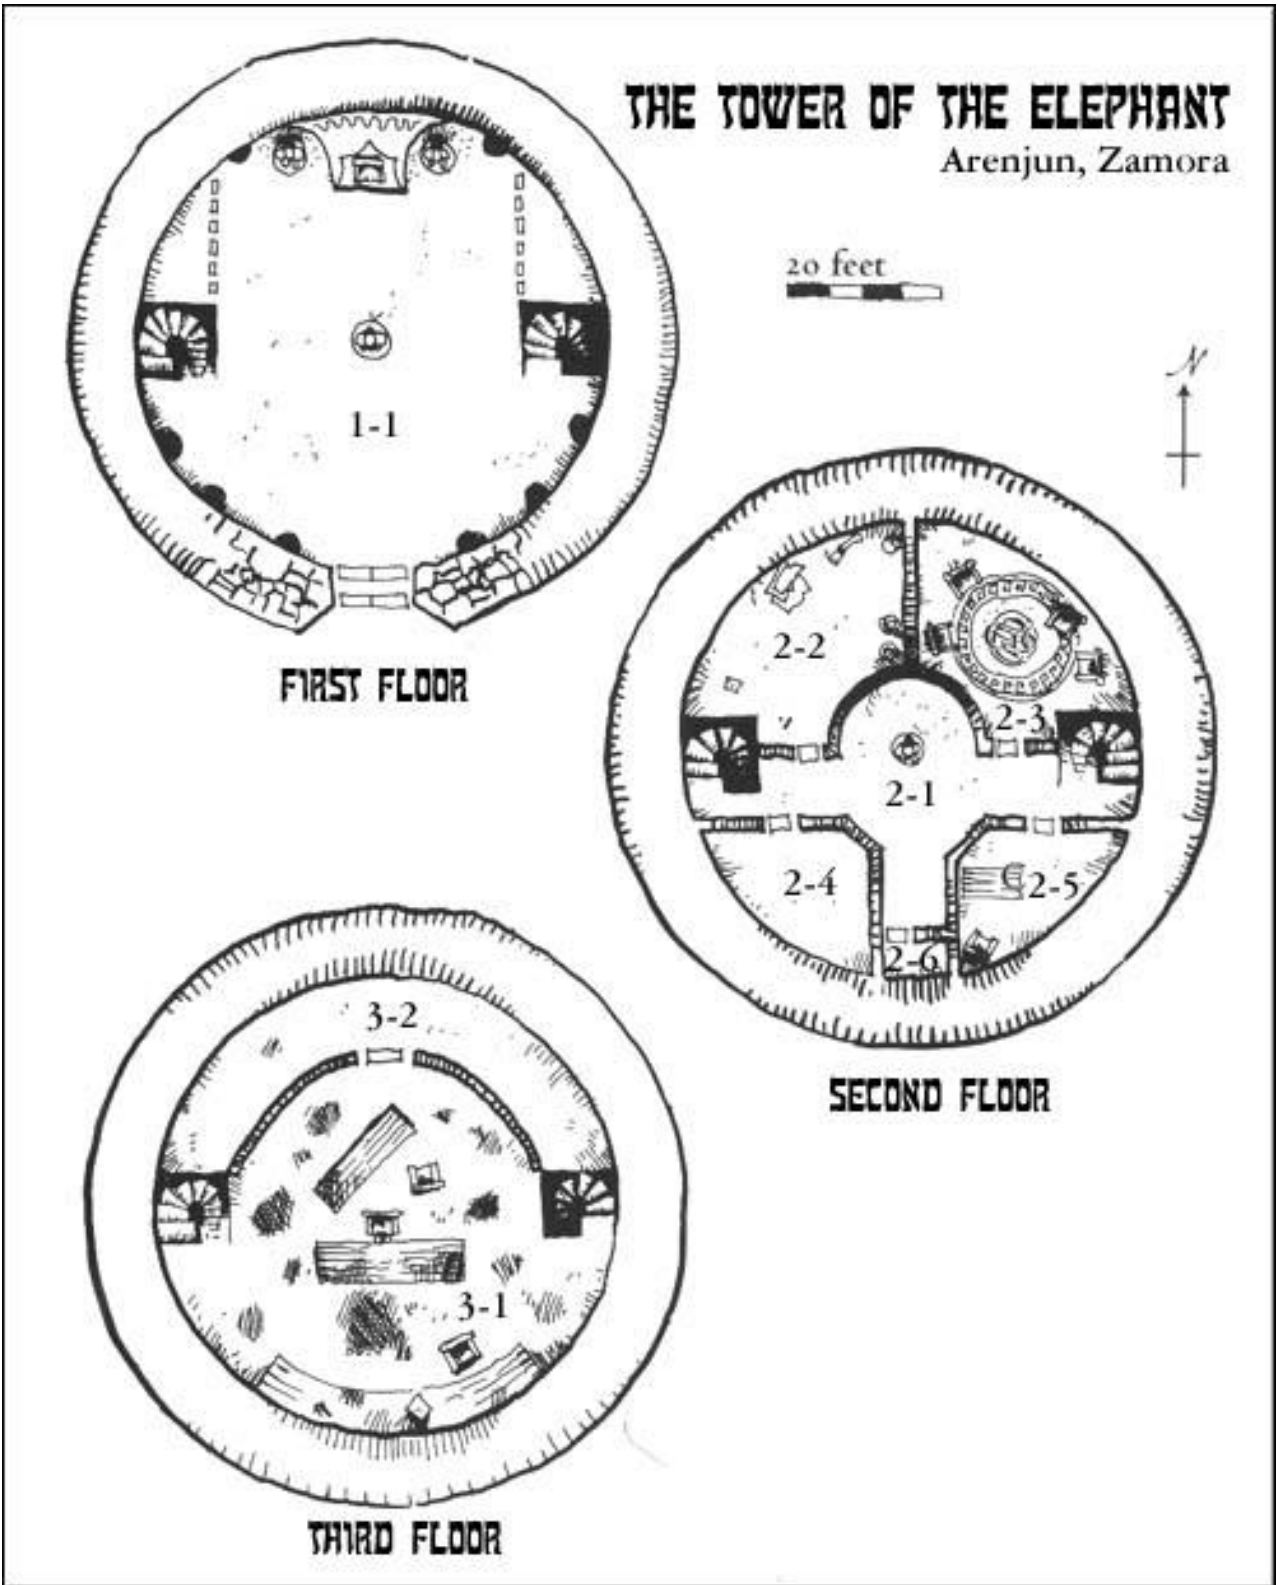 THE TOWER OF THE ELEPHANT
Arenjun, Zamora
20 feet
N
1-1
FIRST FLOOR
2-2
2-3
2-1
2-4
2-5
2-6
SECOND FLOOR
3-2
3-1
THIRD FLOOR